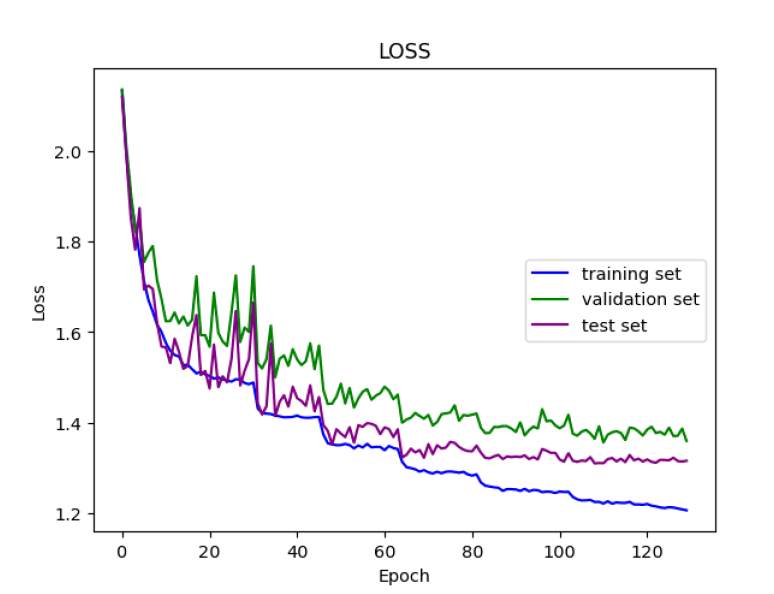 LOSS
2.0
1.8
1.6
1.4
1.2
Loss
training set
validation set
test set
0 20 40 60 80 100 120
Epoch